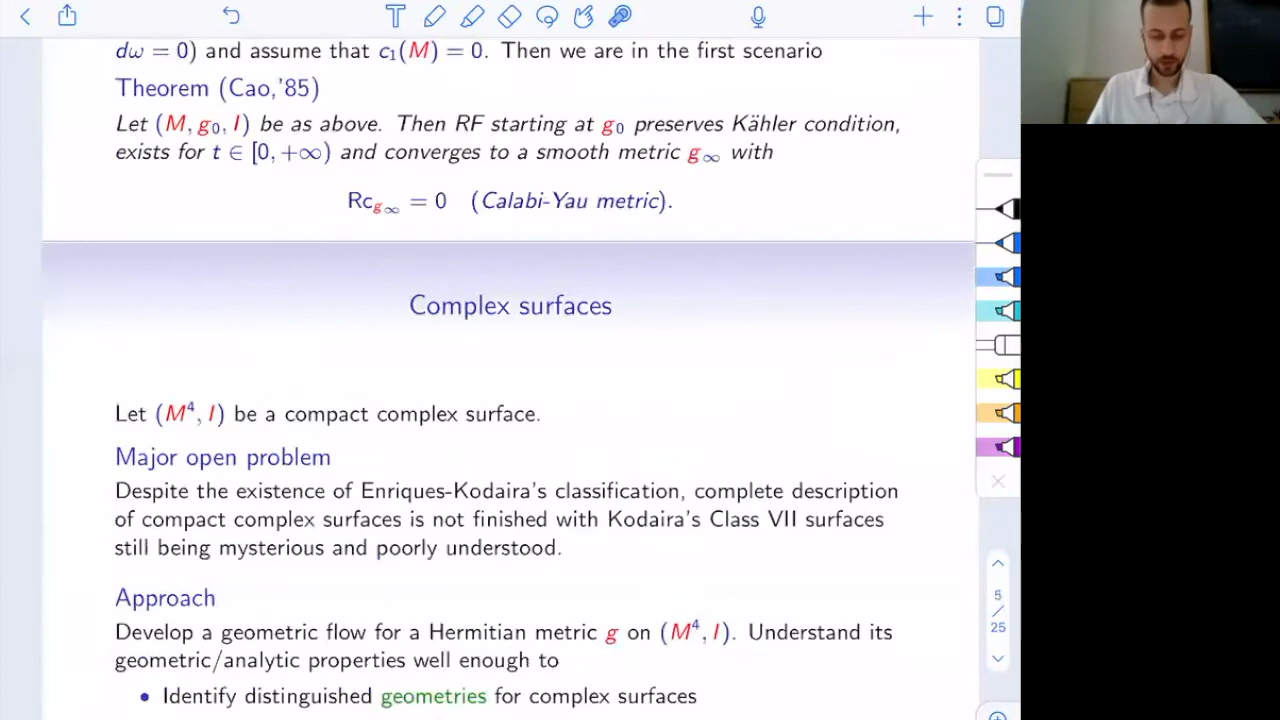 dω = 0) and assume that c₁(M) = 0. Then we are in the first scenario
Theorem (Cao,'85)
Let (M, g₀, I) be as above. Then RF starting at g₀ preserves Kähler condition,
exists for t ∈ [0, +∞) and converges to a smooth metric g∞ with
Rc_{g∞} = 0 (Calabi-Yau metric).
Complex surfaces
Let (M⁴, I) be a compact complex surface.
Major open problem
Despite the existence of Enriques-Kodaira's classification, complete description
of compact complex surfaces is not finished with Kodaira's Class VII surfaces
still being mysterious and poorly understood.
Approach
Develop a geometric flow for a Hermitian metric g on (M⁴, I). Understand its
geometric/analytic properties well enough to
• Identify distinguished geometries for complex surfaces
5
/
25